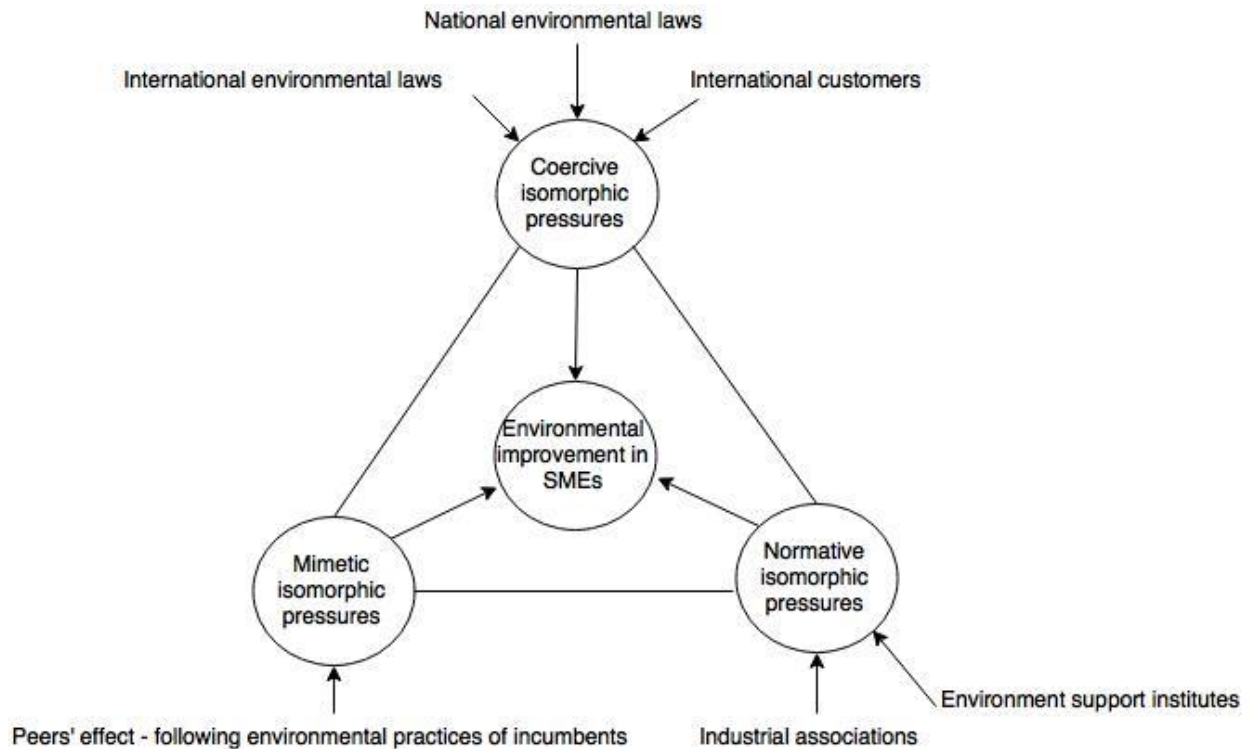 National environmental laws
International environmental laws
International customers
Coercive
isomorphic
pressures
Environmental
improvement in
SMEs
Mimetic
isomorphic
pressures
Normative
isomorphic
pressures
Environment support institutes
Peers' effect - following environmental practices of incumbents
Industrial associations